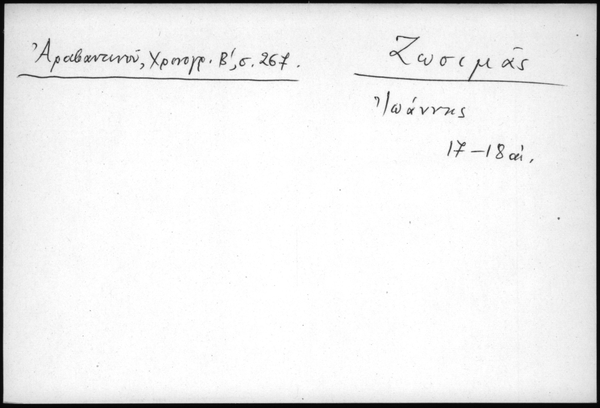 Ἀραβαντινοῦ, Χρονογρ. Β', σ. 267.
Ζωσιμᾶς
Ἰωάννης
17–18 αἰ.